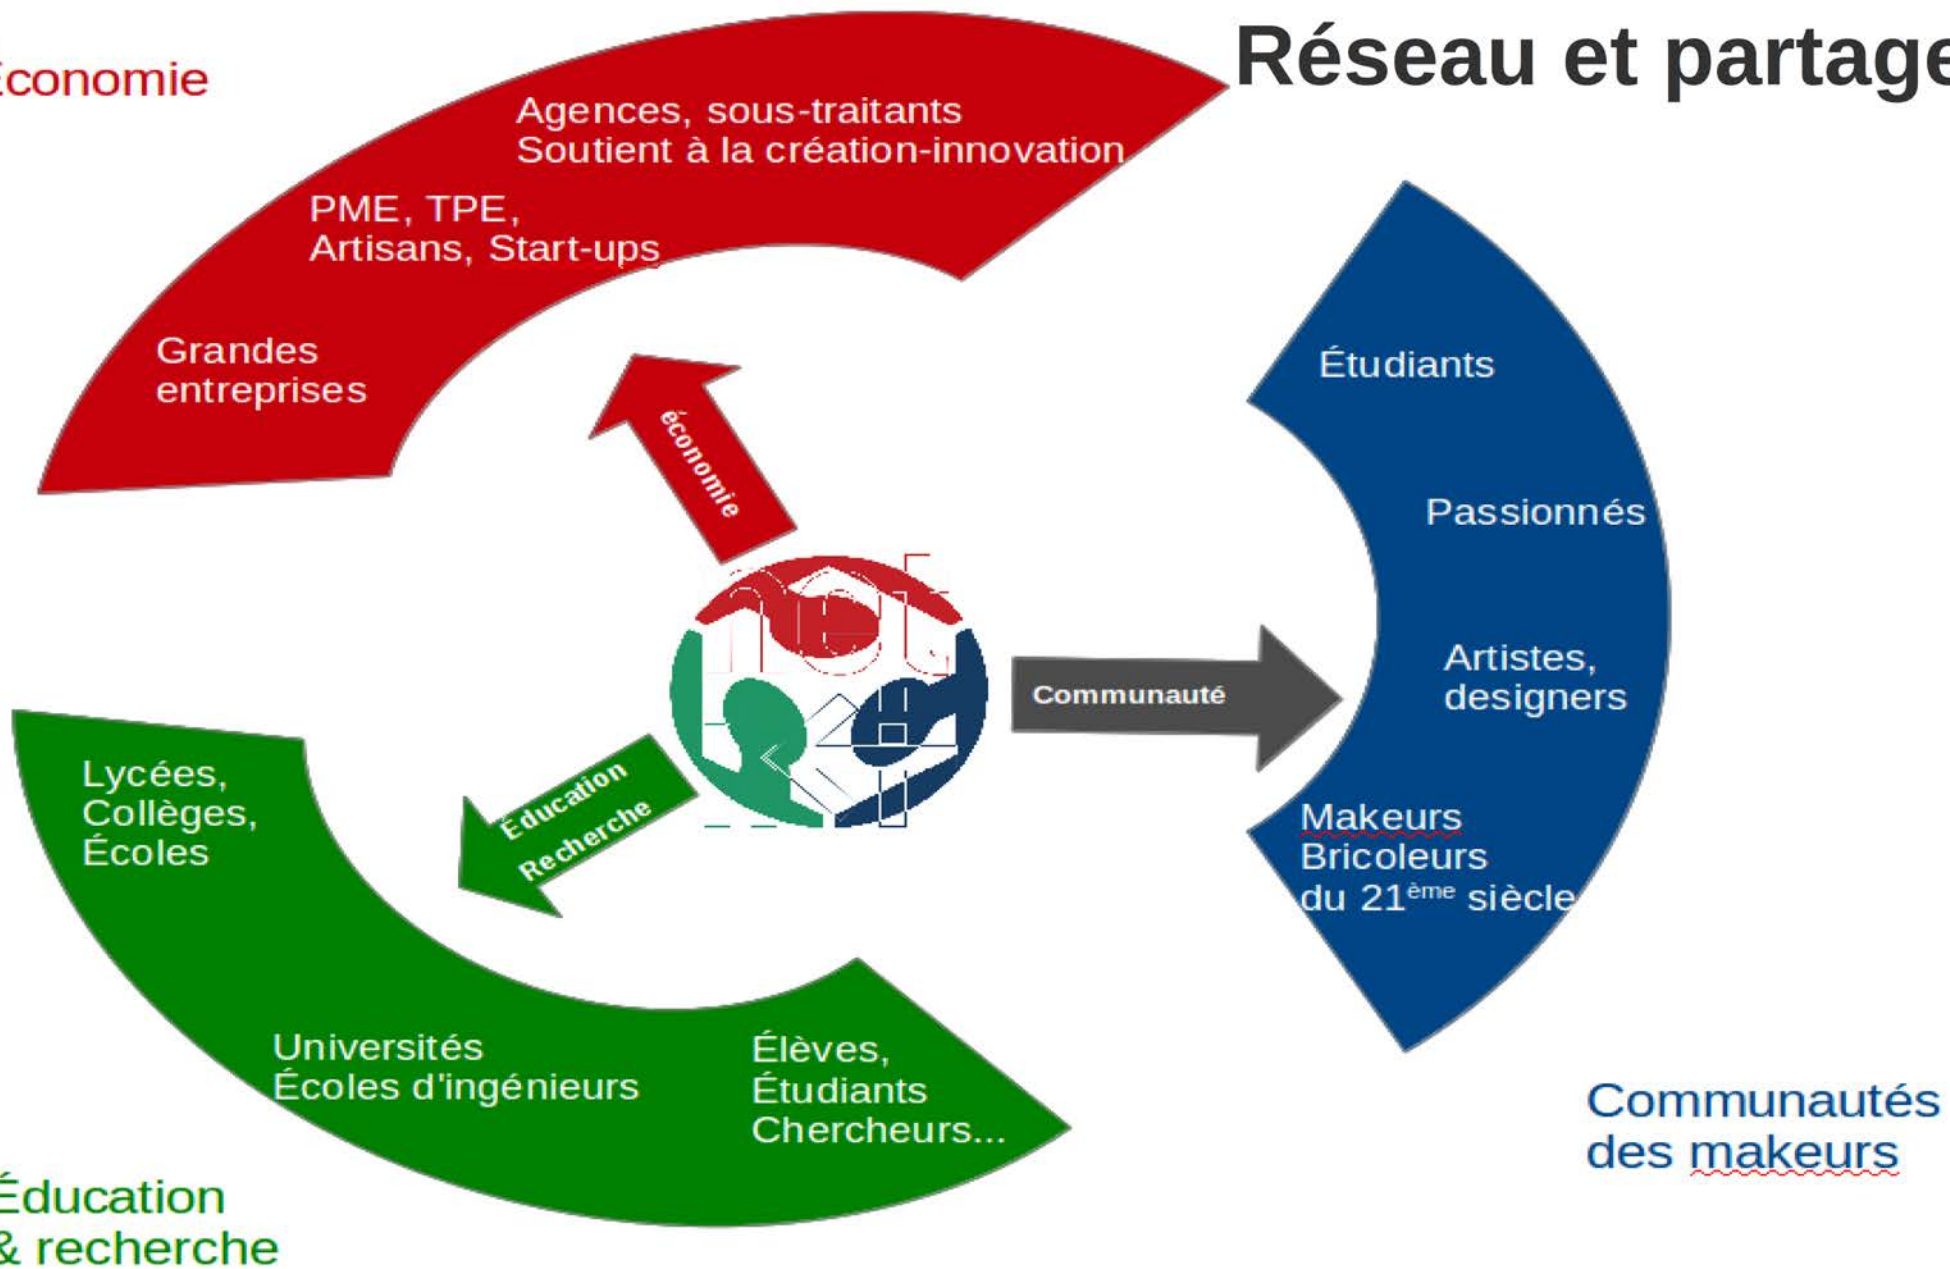 Réseau et partage
Économie
Agences, sous-traitants
Soutient à la création-innovation
PME, TPE,
Artisans, Start-ups
Grandes
entreprises
économie
Étudiants
Passionnés
Artistes,
designers
Makeurs
Bricoleurs
du 21ème siècle
Communauté
Éducation
Recherche
Lycées,
Collèges,
Écoles
Universités
Écoles d'ingénieurs
Élèves,
Étudiants
Chercheurs...
Communautés
des makeurs
Éducation
& recherche